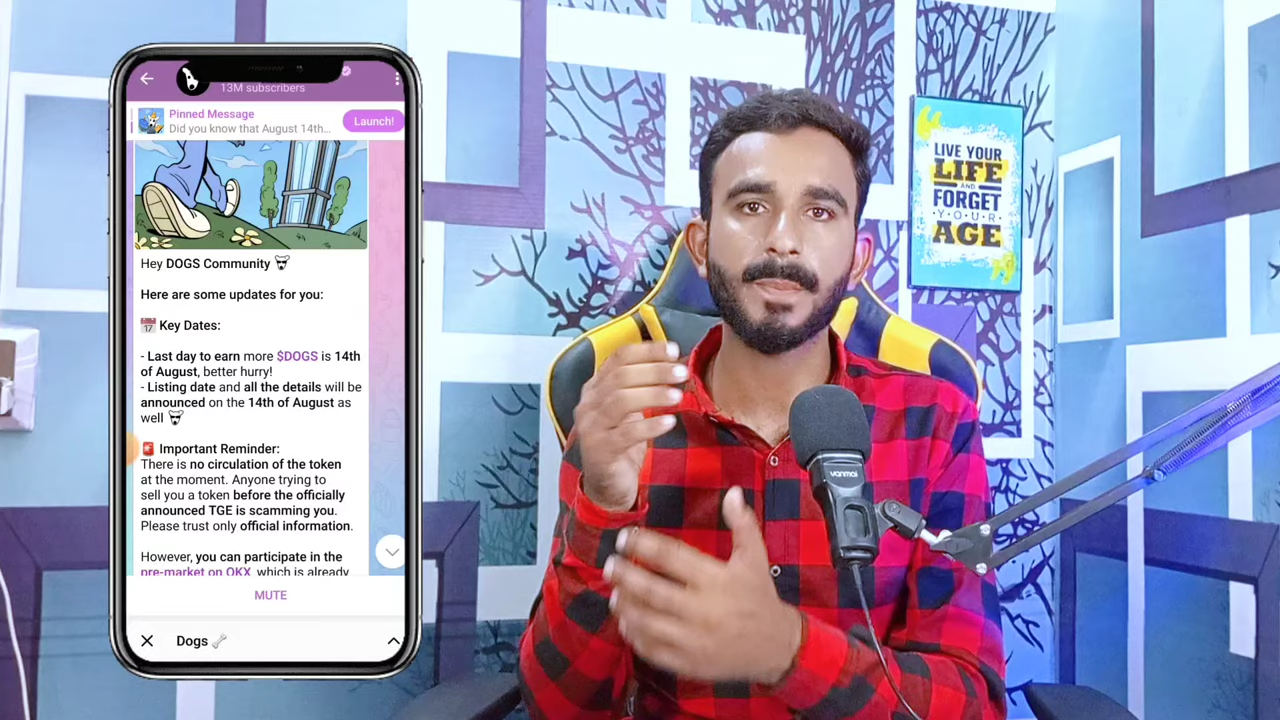 13M subscribers
Pinned Message
Did you know that August 14th...
Launch!
Hey DOGS Community
Here are some updates for you:
Key Dates:
- Last day to earn more $DOGS is 14th
of August, better hurry!
- Listing date and all the details will be
announced on the 14th of August as
well
Important Reminder:
There is no circulation of the token
at the moment. Anyone trying to
sell you a token before the officially
announced TGE is scamming you.
Please trust only official information.
However, you can participate in the
pre-market on OKX, which is already
MUTE
Dogs
LIVE YOUR
LIFE
AND
FORGET
YOUR
AGE
vanmai